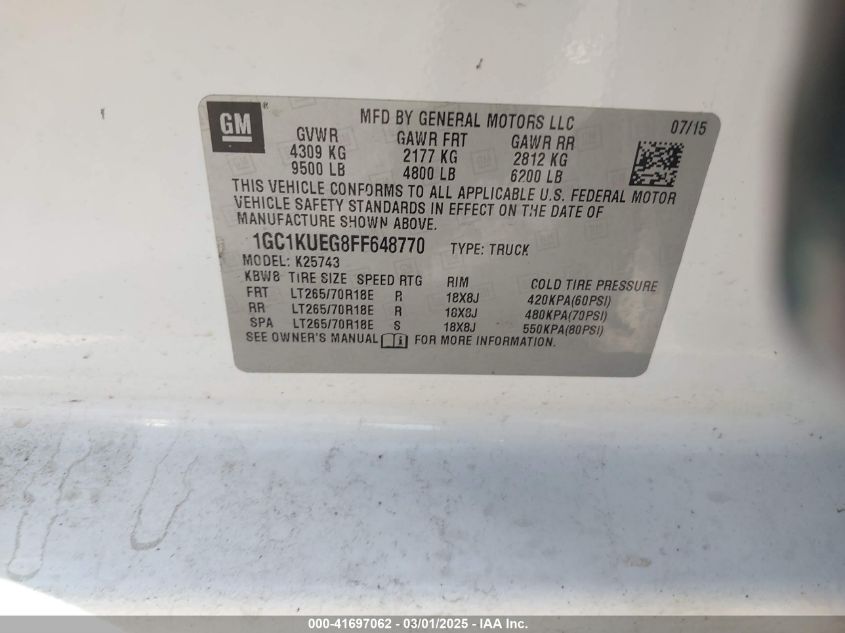 GM
MFD BY GENERAL MOTORS LLC 07/15
GVWR GAWR FRT GAWR RR
4309 KG 2177 KG 2812 KG
9500 LB 4800 LB 6200 LB
THIS VEHICLE CONFORMS TO ALL APPLICABLE U.S. FEDERAL MOTOR
VEHICLE SAFETY STANDARDS IN EFFECT ON THE DATE OF
MANUFACTURE SHOWN ABOVE.
1GC1KUEG8FF648770 TYPE: TRUCK
MODEL: K25743
KBW8 TIRE SIZE SPEED RTG RIM COLD TIRE PRESSURE
FRT LT265/70R18E R 18X8J 420KPA(60PSI)
RR LT265/70R18E R 18X8J 480KPA(70PSI)
SPA LT265/70R18E S 18X8J 550KPA(80PSI)
SEE OWNER'S MANUAL FOR MORE INFORMATION.
000-41697062 - 03/01/2025 - IAA Inc.